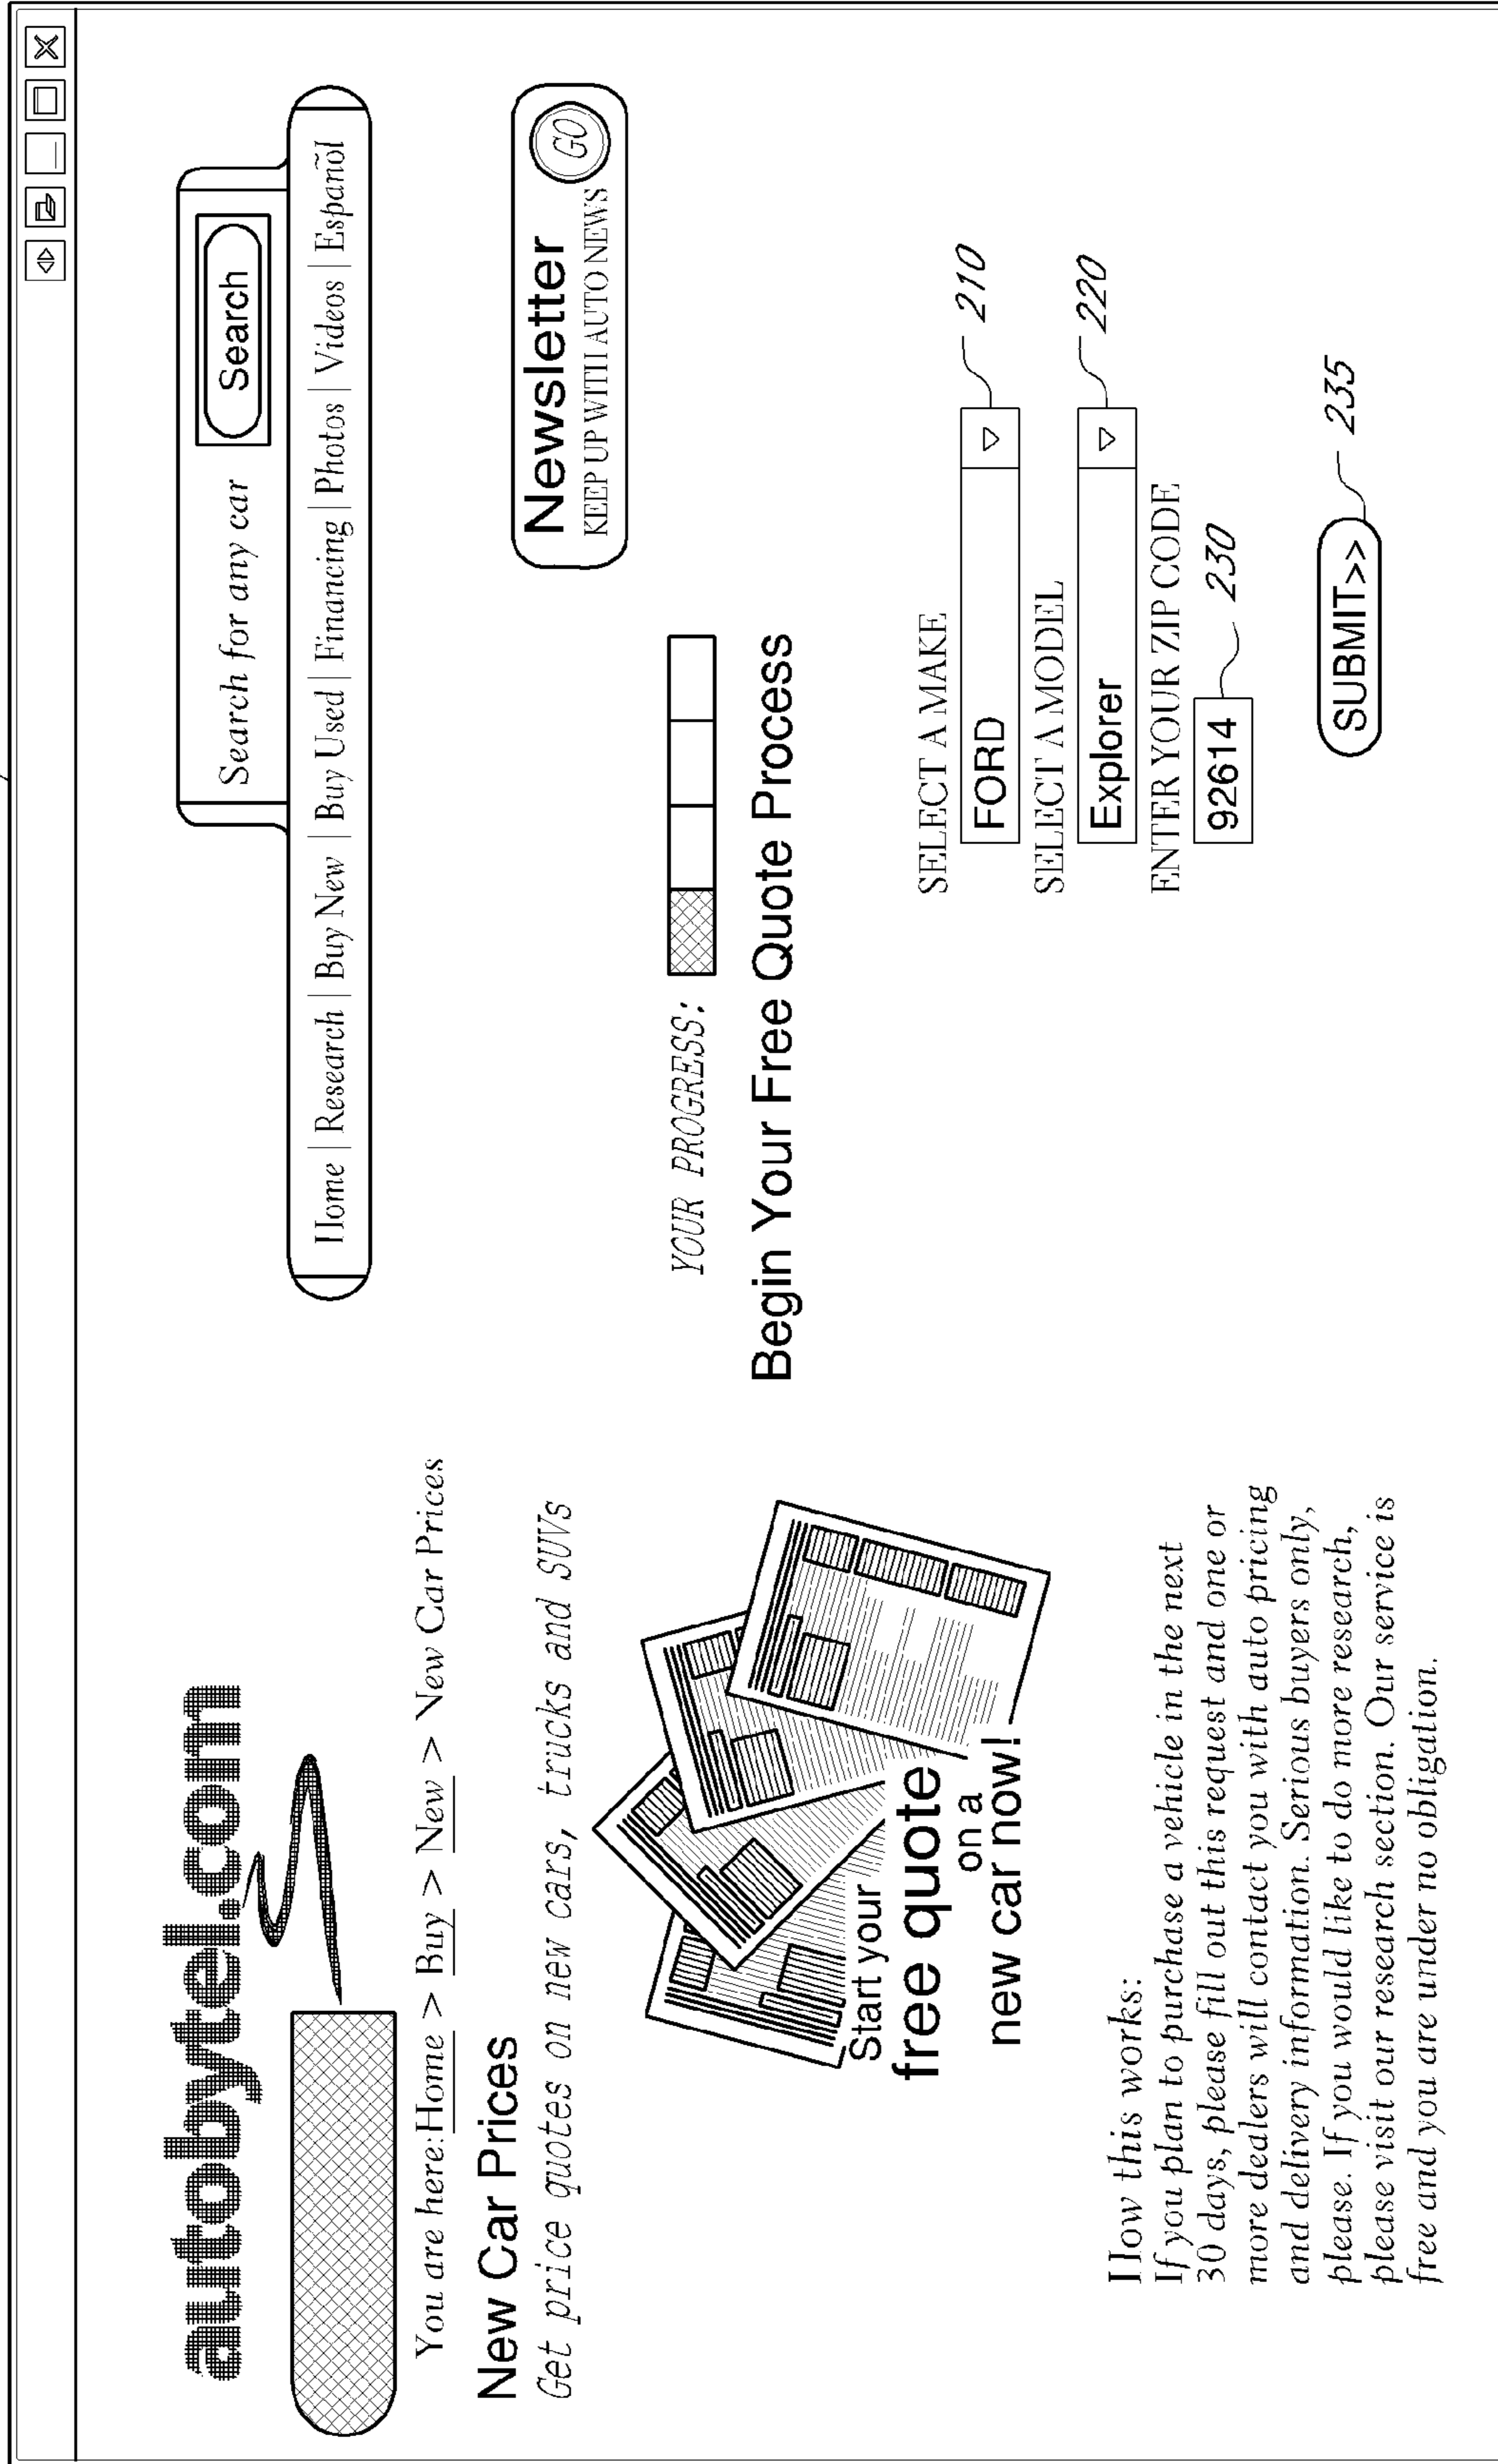 autobytel.com
Search for any car
Search
Home | Research | Buy New | Buy Used | Financing | Photos | Videos | Español
You are here:Home > Buy > New > New Car Prices
New Car Prices
Get price quotes on new cars, trucks and SUVs
Newsletter
KEEP UP WITH AUTO NEWS
GO
Start your
free quote
on a
new car now!
YOUR PROGRESS:
Begin Your Free Quote Process
SELECT A MAKE
FORD
210
SELECT A MODEL
Explorer
220
ENTER YOUR ZIP CODE
92614
230
SUBMIT>>
235
How this works:
If you plan to purchase a vehicle in the next
30 days, please fill out this request and one or
more dealers will contact you with auto pricing
and delivery information. Serious buyers only,
please. If you would like to do more research,
please visit our research section. Our service is
free and you are under no obligation.